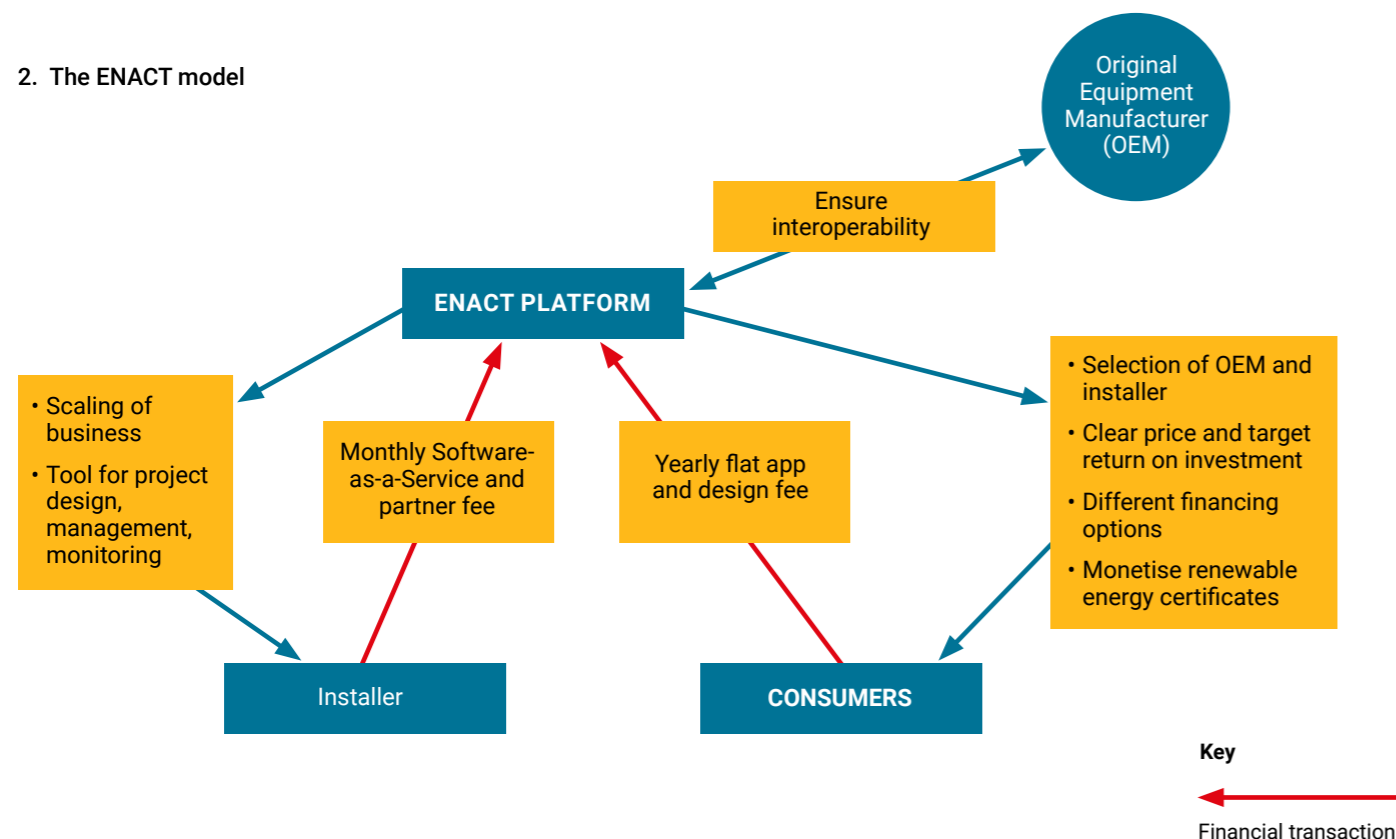 2. The ENACT model
Original
Equipment
Manufacturer
(OEM)
Ensure
interoperability
ENACT PLATFORM
• Scaling of
business
• Tool for project
design,
management,
monitoring
Monthly Software-
as-a-Service and
partner fee
Yearly flat app
and design fee
• Selection of OEM and
installer
• Clear price and target
return on investment
• Different financing
options
• Monetise renewable
energy certificates
Installer
CONSUMERS
Key
Financial transaction